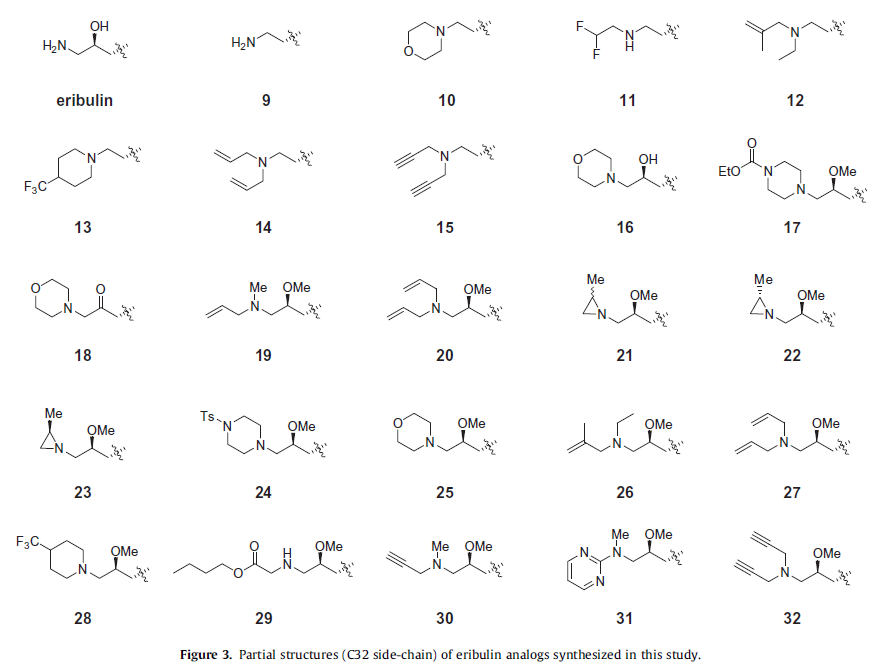 OH
H₂N
eribulin
H₂N
9
N
O
10
F
F
N
H
11
N
12
N
F₃C
13
N
14
N
15
O
N
OH
16
O
EtO
N
N
OMe
17
O
N
O
18
Me
N
OMe
19
N
OMe
20
Me
N
OMe
21
Me
N
OMe
22
Me
N
OMe
23
Ts
N
N
OMe
24
O
N
OMe
25
N
OMe
26
N
OMe
27
F₃C
N
OMe
28
O
O
H
N
OMe
29
Me
N
OMe
30
N
N
Me
N
OMe
31
N
OMe
32
Figure 3. Partial structures (C32 side-chain) of eribulin analogs synthesized in this study.